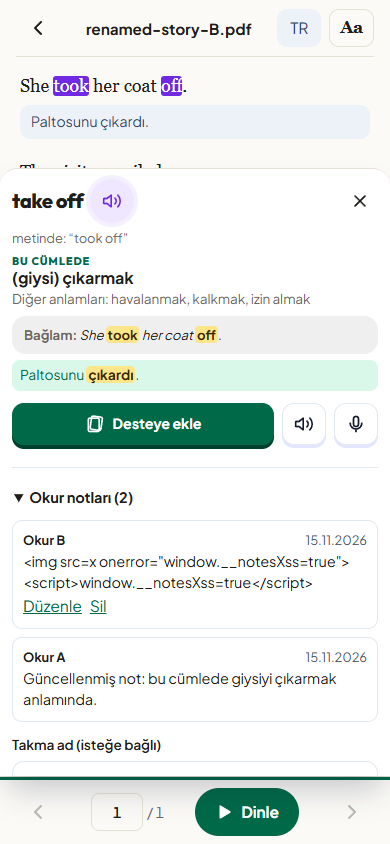 renamed-story-B.pdf
TR
Aa
She took her coat off.
Paltosunu çıkardı.
take off
metinde: “took off”
BU CÜMLEDE
(giysi) çıkarmak
Diğer anlamları: havalanmak, kalkmak, izin almak
Bağlam: She took her coat off.
Paltosunu çıkardı.
Desteye ekle
Okur notları (2)
Okur B
15.11.2026
<img src=x onerror="window.__notesXss=true">
<script>window.__notesXss=true</script>
Düzenle Sil
Okur A
15.11.2026
Güncellenmiş not: bu cümlede giysiyi çıkarmak
anlamında.
Takma ad (isteğe bağlı)
1 / 1
Dinle